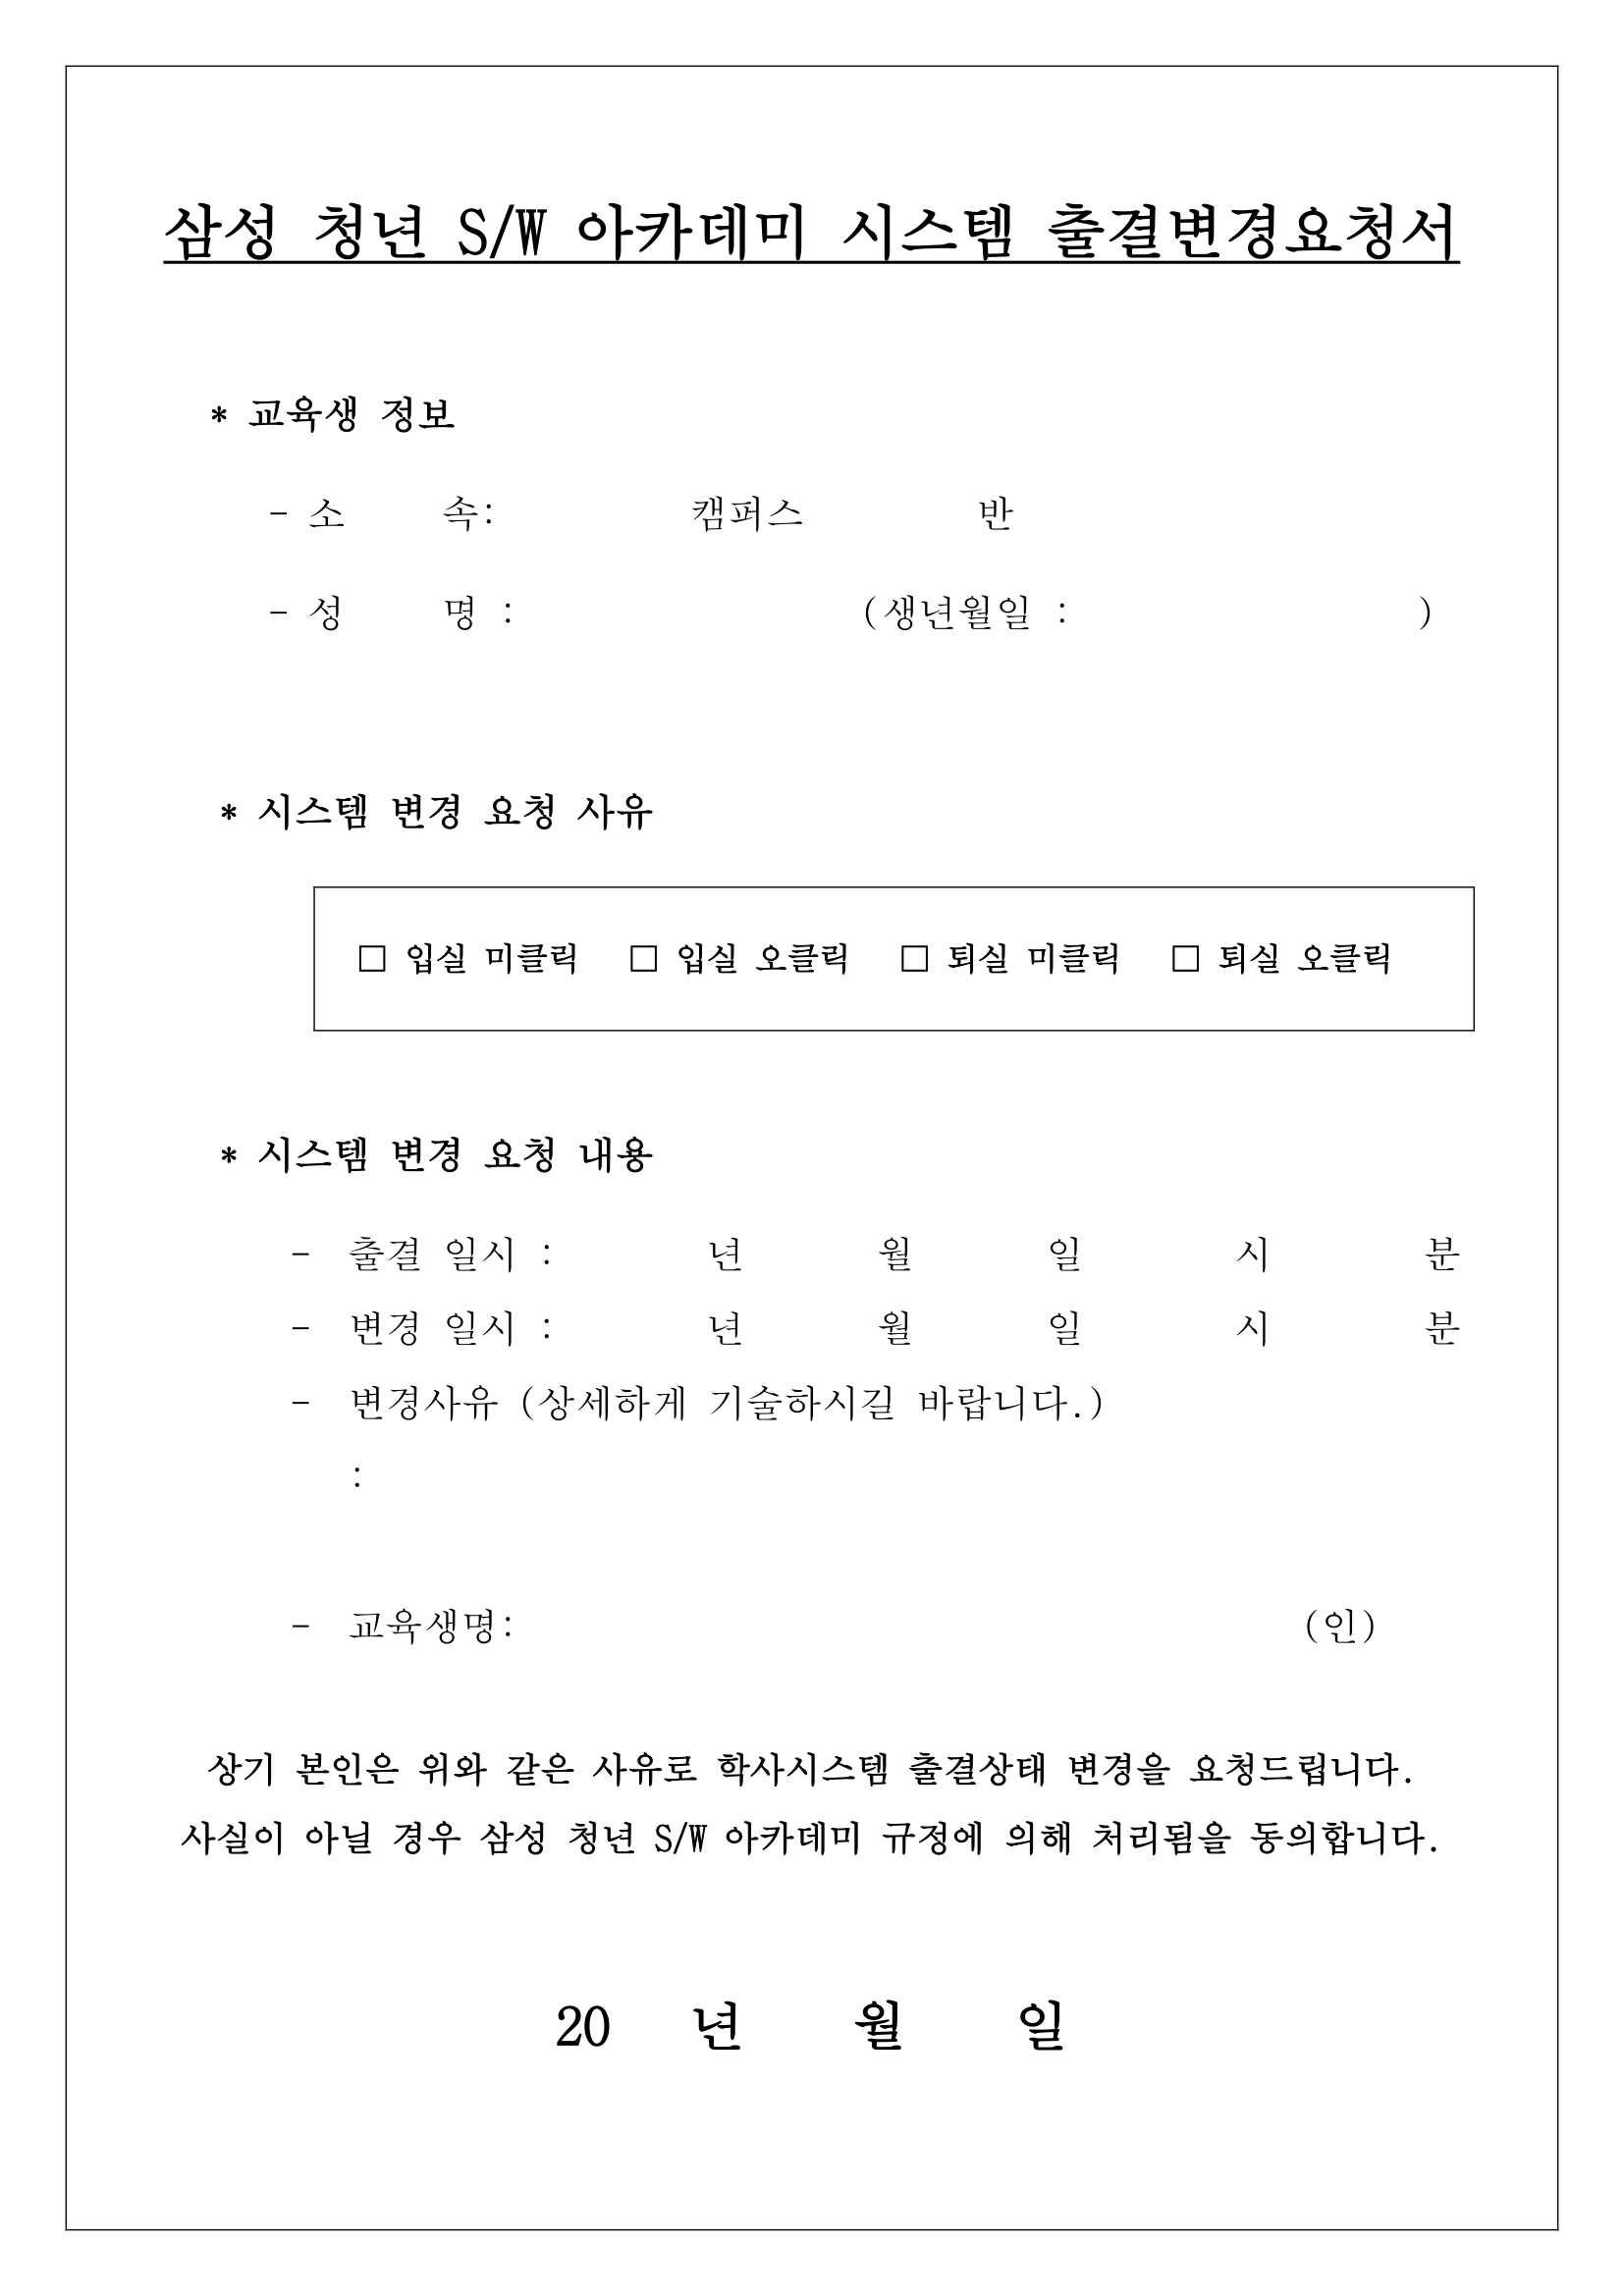 삼성 청년 S/W 아카데미 시스템 출결변경요청서
* 교육생 정보
- 소 속: 캠퍼스 반
- 성 명 : (생년월일 : )
* 시스템 변경 요청 사유
□ 입실 미클릭 □ 입실 오클릭 □ 퇴실 미클릭 □ 퇴실 오클릭
* 시스템 변경 요청 내용
- 출결 일시 : 년 월 일 시 분
- 변경 일시 : 년 월 일 시 분
- 변경사유 (상세하게 기술하시길 바랍니다.)
:
- 교육생명: (인)
상기 본인은 위와 같은 사유로 학사시스템 출결상태 변경을 요청드립니다.
사실이 아닐 경우 삼성 청년 S/W 아카데미 규정에 의해 처리됨을 동의합니다.
20 년 월 일